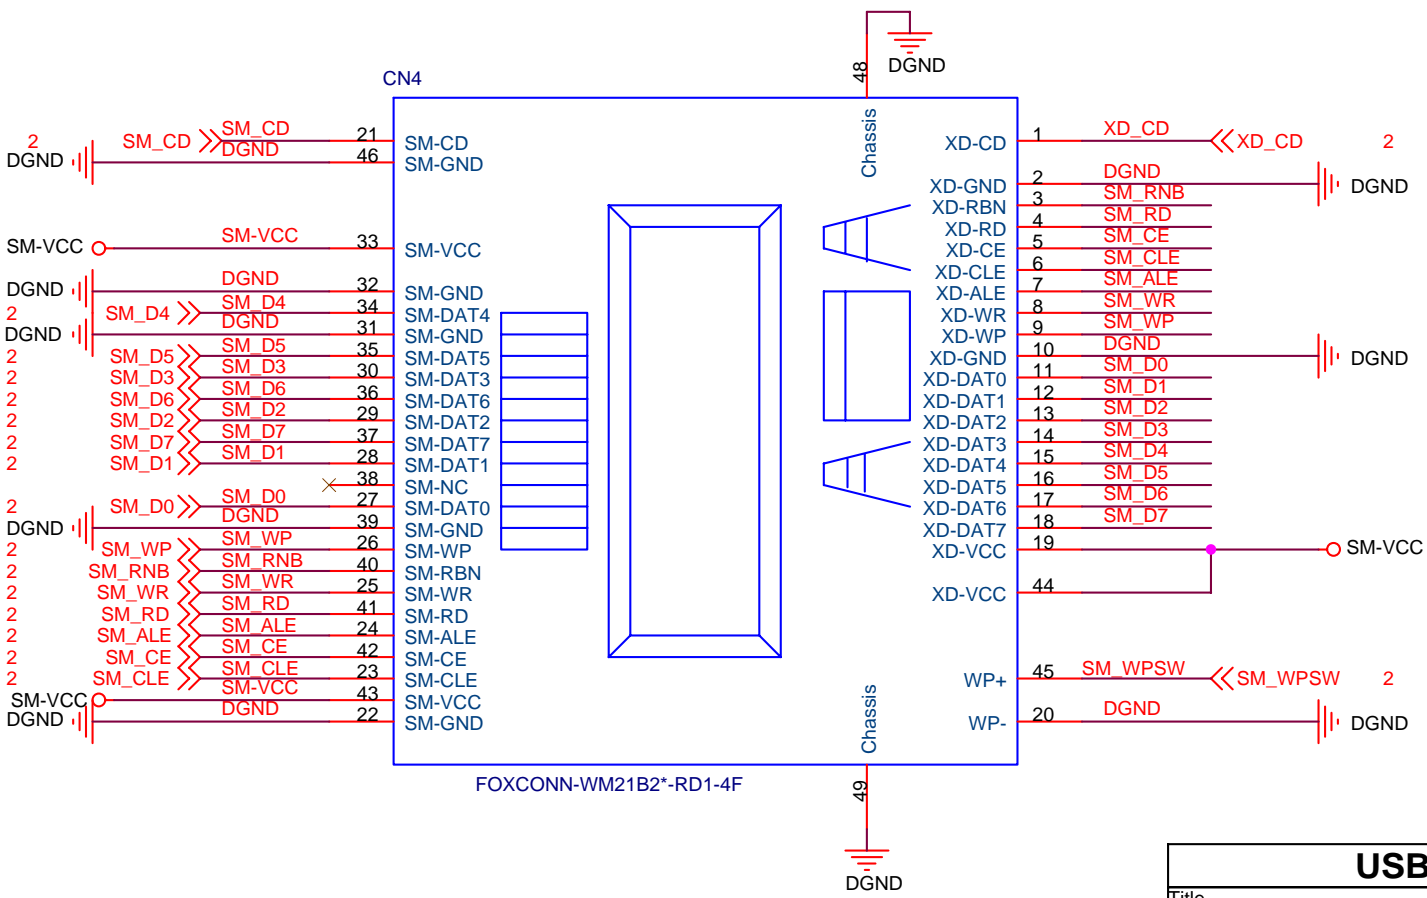 48
DGND
CN4
Chassis
2 SM_CD SM_CD 21 SM-CD
DGND DGND 46 SM-GND
SM-VCC SM-VCC 33 SM-VCC
DGND DGND 32 SM-GND
2 SM_D4 SM_D4 34 SM-DAT4
DGND DGND 31 SM-GND
2 SM_D5 SM_D5 35 SM-DAT5
2 SM_D3 SM_D3 30 SM-DAT3
2 SM_D6 SM_D6 36 SM-DAT6
2 SM_D2 SM_D2 29 SM-DAT2
2 SM_D7 SM_D7 37 SM-DAT7
2 SM_D1 SM_D1 28 SM-DAT1
38 SM-NC
2 SM_D0 SM_D0 27 SM-DAT0
DGND DGND 39 SM-GND
2 SM_WP SM_WP 26 SM-WP
2 SM_RNB SM_RNB 40 SM-RBN
2 SM_WR SM_WR 25 SM-WR
2 SM_RD SM_RD 41 SM-RD
2 SM_ALE SM_ALE 24 SM-ALE
2 SM_CE SM_CE 42 SM-CE
2 SM_CLE SM_CLE 23 SM-CLE
SM-VCC SM-VCC 43 SM-VCC
DGND DGND 22 SM-GND
XD-CD 1 XD_CD XD_CD 2
XD-GND 2 DGND DGND
XD-RBN 3 SM_RNB
XD-RD 4 SM_RD
XD-CE 5 SM_CE
XD-CLE 6 SM_CLE
XD-ALE 7 SM_ALE
XD-WR 8 SM_WR
XD-WP 9 SM_WP
XD-GND 10 DGND DGND
XD-DAT0 11 SM_D0
XD-DAT1 12 SM_D1
XD-DAT2 13 SM_D2
XD-DAT3 14 SM_D3
XD-DAT4 15 SM_D4
XD-DAT5 16 SM_D5
XD-DAT6 17 SM_D6
XD-DAT7 18 SM_D7
XD-VCC 19 SM-VCC
XD-VCC 44
WP+ 45 SM_WPSW SM_WPSW 2
WP- 20 DGND DGND
Chassis
FOXCONN-WM21B2*-RD1-4F
49
DGND
USB
Title